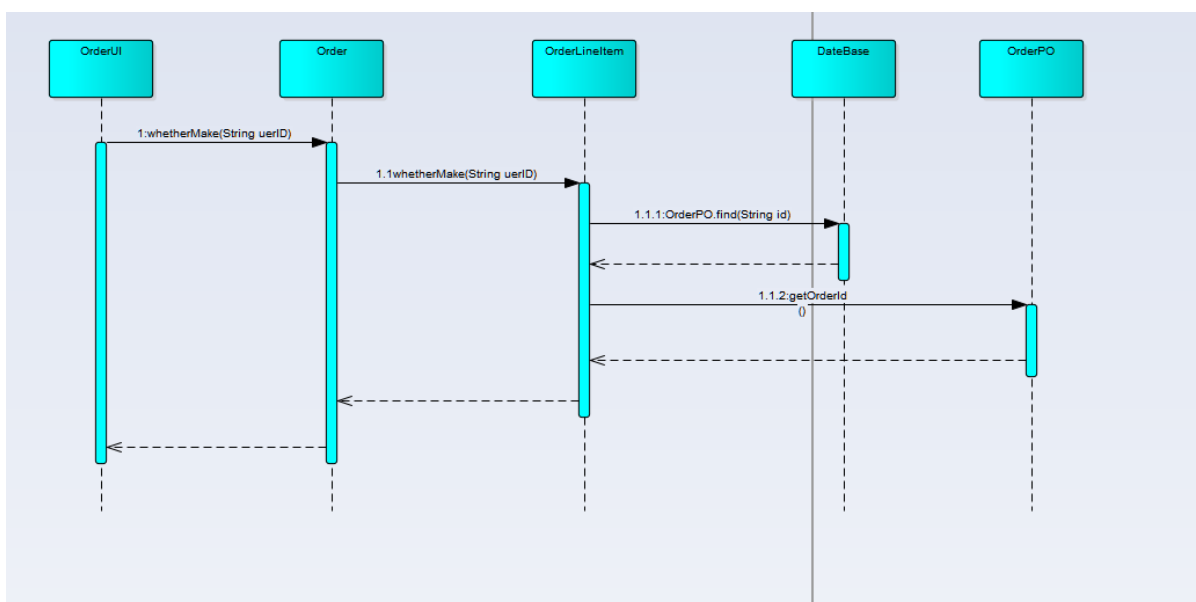 OrderUI
Order
OrderLineItem
DateBase
OrderPO
1:whetherMake(String uerID)
1.1whetherMake(String uerID)
1.1.1:OrderPO.find(String id)
1.1.2:getOrderId
()